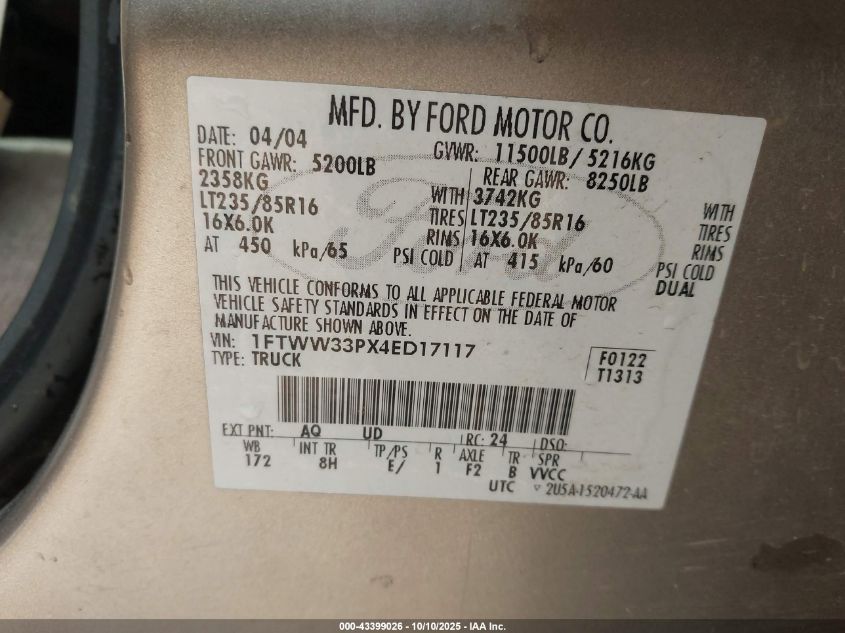 MFD. BY FORD MOTOR CO.
DATE: 04/04 GVWR: 11500LB/ 5216KG
FRONT GAWR: 5200LB REAR GAWR: 8250LB
2358KG WITH 3742KG WITH
LT235/85R16 TIRES LT235/85R16 TIRES
16X6.0K RIMS 16X6.0K RIMS
AT 450 kPa/65 PSI COLD AT 415 kPa/60 PSI COLD
DUAL
Ford
THIS VEHICLE CONFORMS TO ALL APPLICABLE FEDERAL MOTOR
VEHICLE SAFETY STANDARDS IN EFFECT ON THE DATE OF
MANUFACTURE SHOWN ABOVE.
VIN: 1FTWW33PX4ED17117 F0122
TYPE: TRUCK T1313
EXT PNT: AQ UD RC: 24 DSO:
WB INT TR TP/PS R AXLE TR SPR
172 8H E/ 1 F2 B VVCC
UTC ▽ 2U5A-1520472-AA
000-43399026 - 10/10/2025 - IAA Inc.